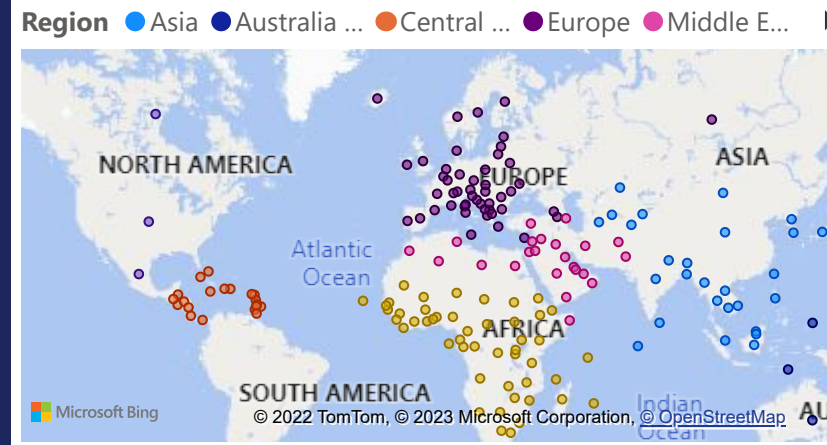 Region Asia Australia ... Central ... Europe Middle E...
NORTH AMERICA
EUROPE
ASIA
Atlantic
Ocean
AFRICA
SOUTH AMERICA
Indian
Ocean
AU
Microsoft Bing
© 2022 TomTom, © 2023 Microsoft Corporation, © OpenStreetMap